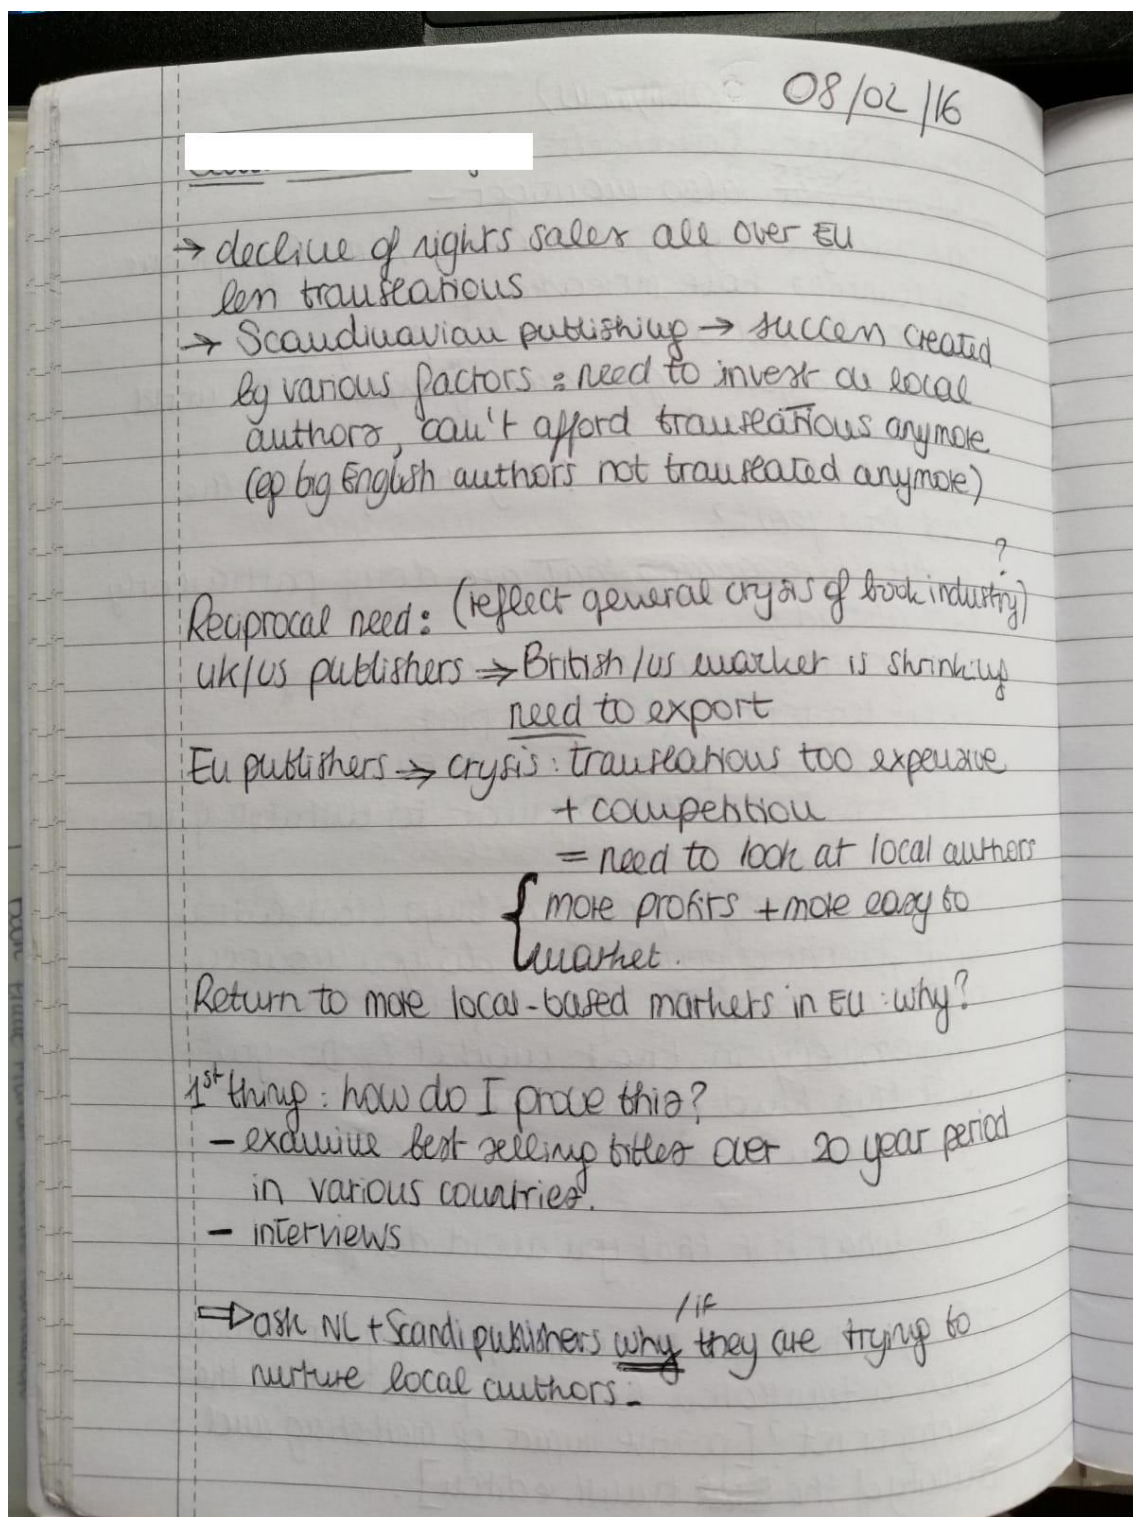 08/02/16
→ decline of rights sales all over EU
less translations
→ Scandinavian publishing → success created
by various factors : need to invest on local
authors, can't afford translations anymore
(eg big English authors not translated anymore)
?
Reciprocal need : (reflect general crysis of book industry)
UK/US publishers ⇒ British/US market is shrinking
need to export
EU publishers ⇒ crysis : translations too expensive
+ competition
= need to look at local authors
{ more profits + more easy to
market.
Return to more local-based markets in EU : why?
1st thing : how do I prove this?
- examine best selling titles over 20 year period
in various countries.
- interviews
/if
⇒ ask NL + Scandi publishers why they are trying to
nurture local authors.